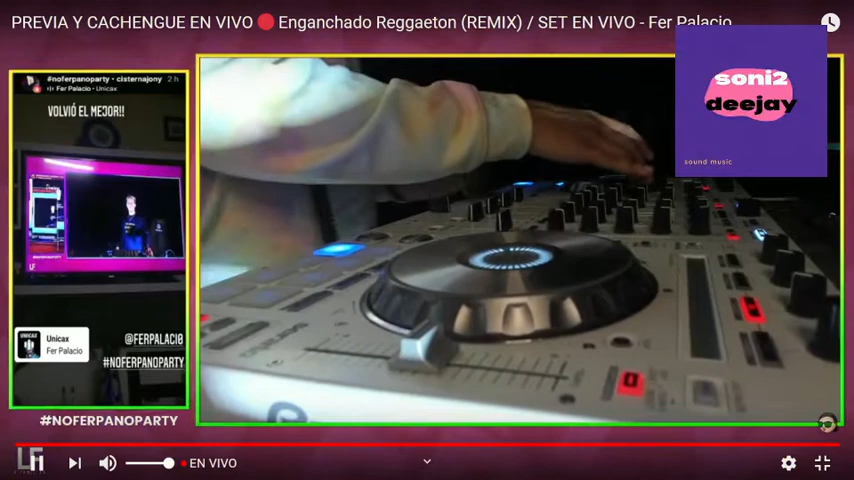 PREVIA Y CACHENGUE EN VIVO 🔴 Enganchado Reggaeton (REMIX) / SET EN VIVO - Fer Palacio
soni2
deejay
sound music
#noferpanoparty • cisternajony 2 h
Fer Palacio • Unicax
VOLVIÓ EL MEJOR!!
Unicax
Fer Palacio
@FERPALACIO
#NOFERPANOPARTY
#NOFERPANOPARTY
EN VIVO